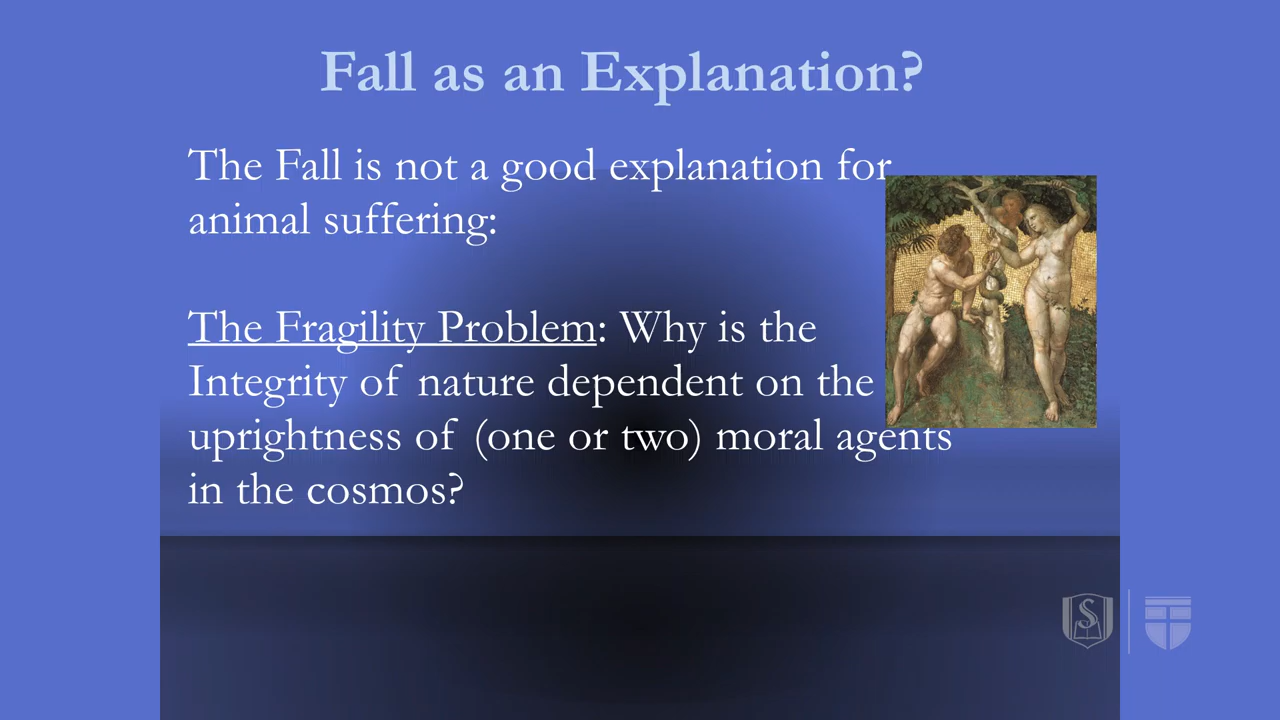 Fall as an Explanation?
The Fall is not a good explanation for
animal suffering:
The Fragility Problem: Why is the
Integrity of nature dependent on the
uprightness of (one or two) moral agents
in the cosmos?
S